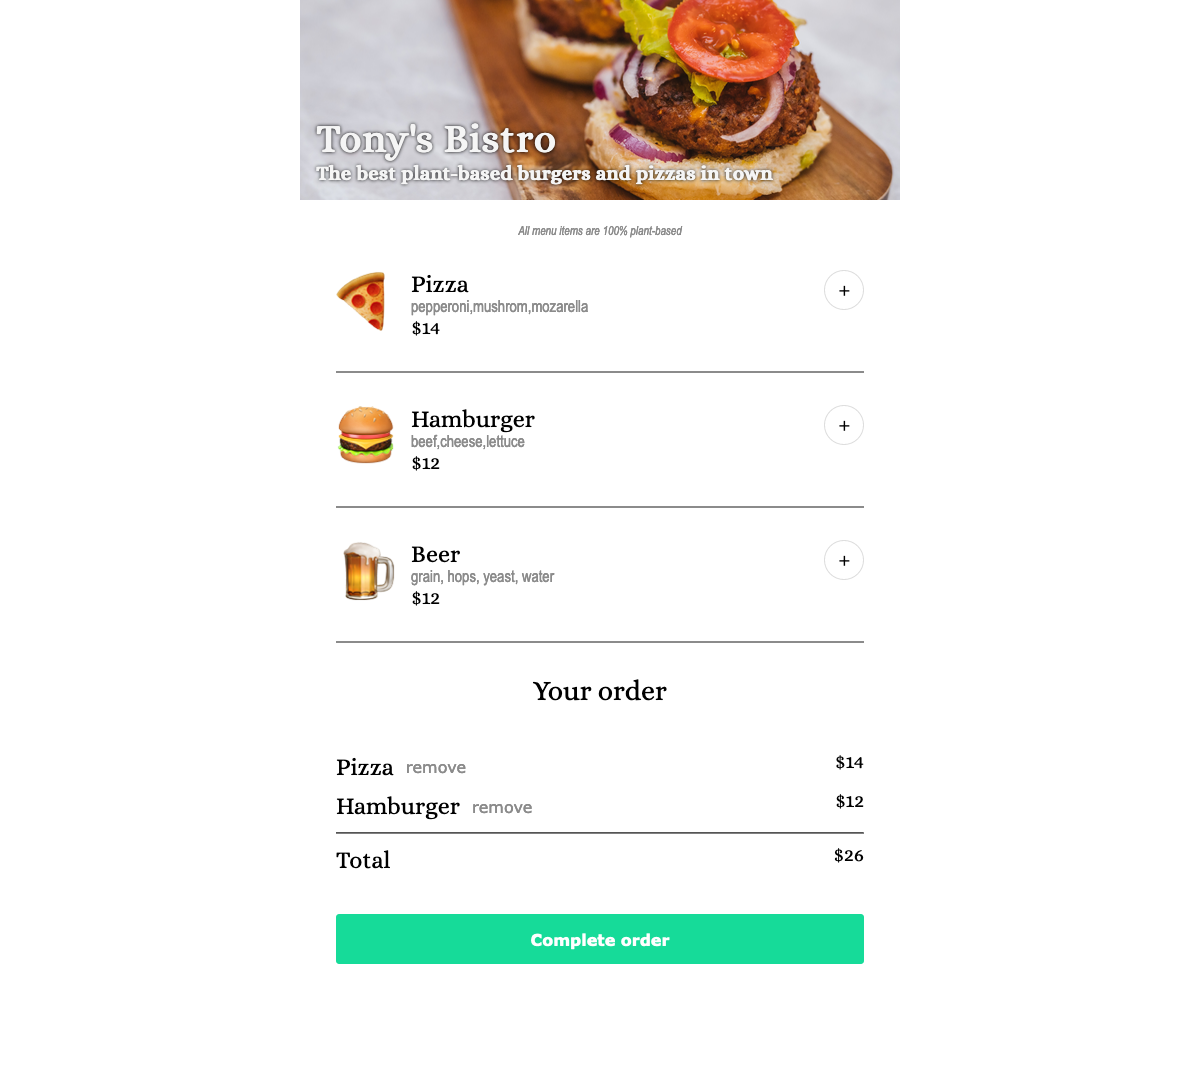 Tony's Bistro
The best plant-based burgers and pizzas in town
All menu items are 100% plant-based
Pizza
pepperoni,mushrom,mozarella
$14
+
Hamburger
beef,cheese,lettuce
$12
+
Beer
grain, hops, yeast, water
$12
+
Your order
Pizza remove $14
Hamburger remove $12
Total $26
Complete order